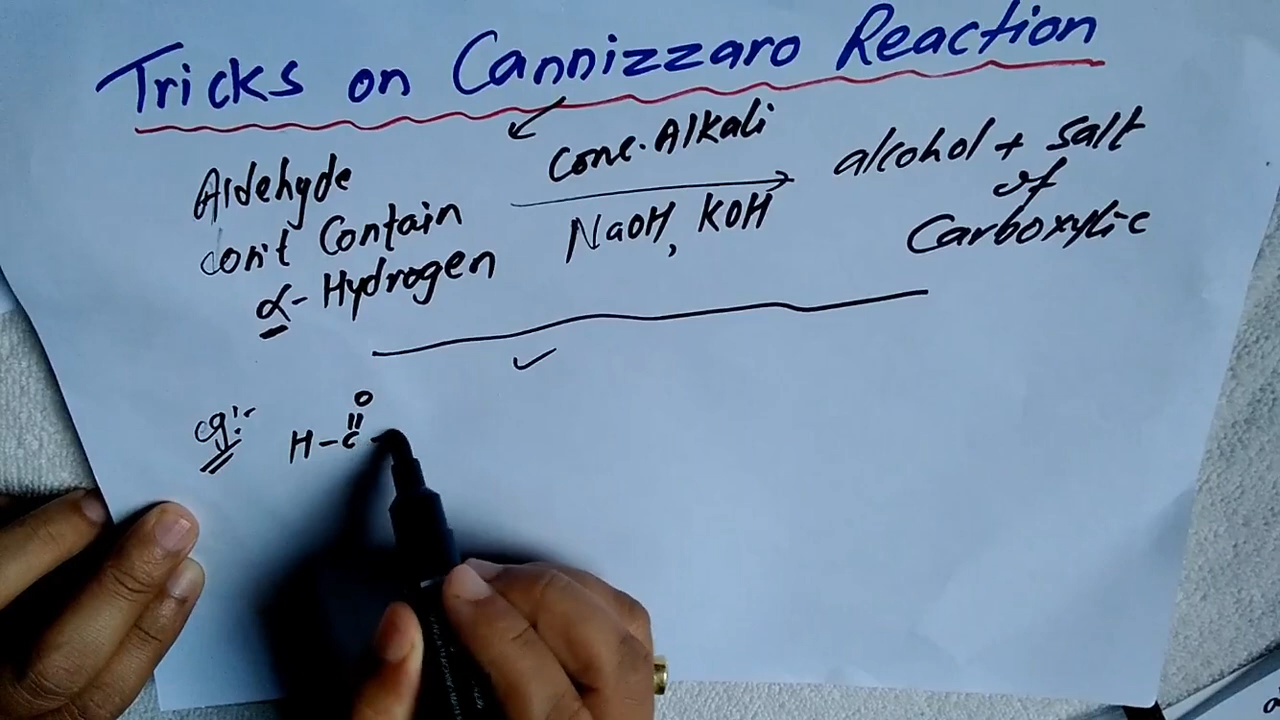 Tricks on Cannizzaro Reaction
Aldehyde
don't Contain
α- Hydrogen
Conc. Alkali
NaOH, KOH
alcohol + salt
of
Carboxylic
eg:-
O
H-C